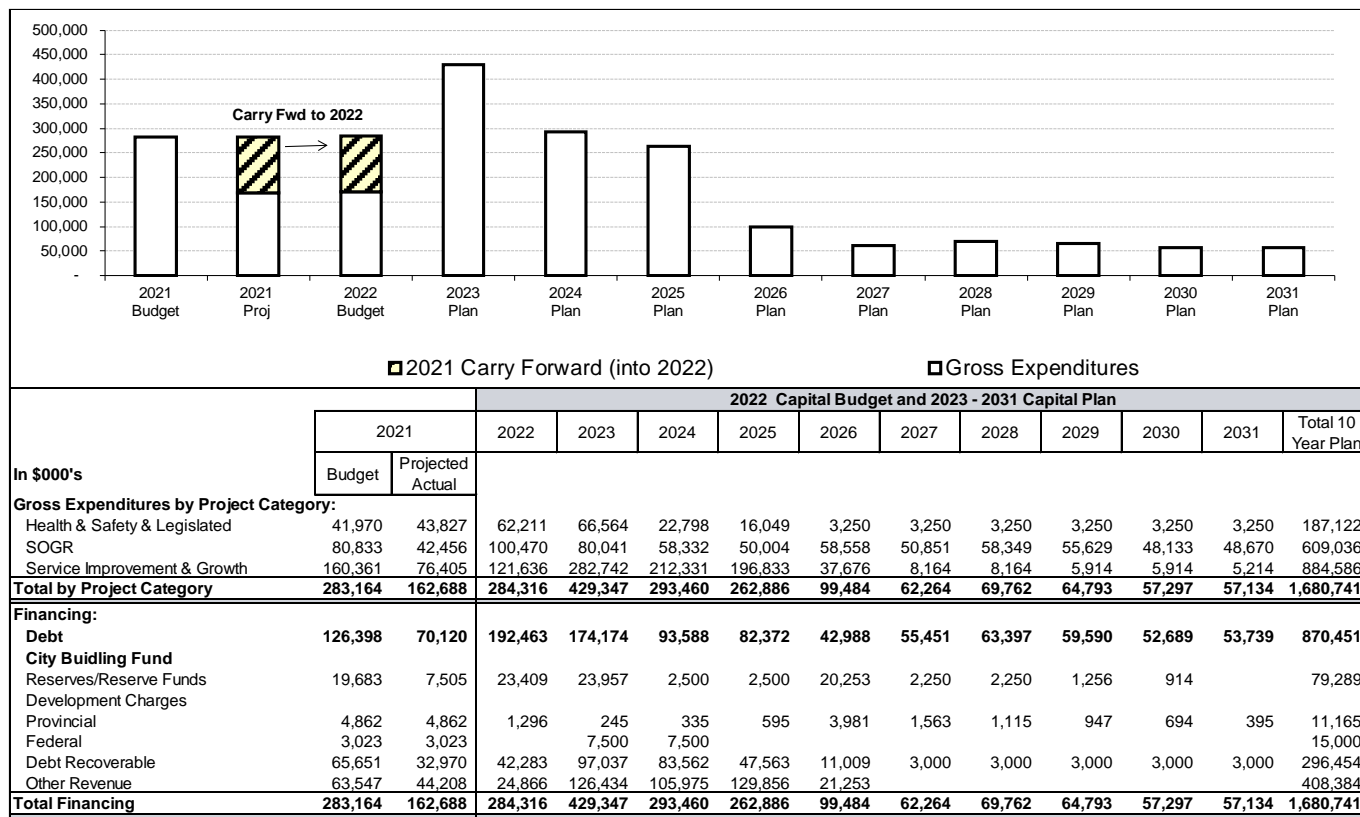 500,000
450,000
400,000
350,000
300,000
250,000
200,000
150,000
100,000
50,000
-
Carry Fwd to 2022
2021 Budget
2021 Proj
2022 Budget
2023 Plan
2024 Plan
2025 Plan
2026 Plan
2027 Plan
2028 Plan
2029 Plan
2030 Plan
2031 Plan
2021 Carry Forward (into 2022) Gross Expenditures
2022 Capital Budget and 2023 - 2031 Capital Plan
2021 2022 2023 2024 2025 2026 2027 2028 2029 2030 2031 Total 10 Year Plan
In $000's Budget Projected Actual
Gross Expenditures by Project Category:
Health & Safety & Legislated 41,970 43,827 62,211 66,564 22,798 16,049 3,250 3,250 3,250 3,250 3,250 3,250 187,122
SOGR 80,833 42,456 100,470 80,041 58,332 50,004 58,558 50,851 58,349 55,629 48,133 48,670 609,036
Service Improvement & Growth 160,361 76,405 121,636 282,742 212,331 196,833 37,676 8,164 8,164 5,914 5,914 5,214 884,586
Total by Project Category 283,164 162,688 284,316 429,347 293,460 262,886 99,484 62,264 69,762 64,793 57,297 57,134 1,680,741
Financing:
Debt 126,398 70,120 192,463 174,174 93,588 82,372 42,988 55,451 63,397 59,590 52,689 53,739 870,451
City Buidling Fund
Reserves/Reserve Funds 19,683 7,505 23,409 23,957 2,500 2,500 20,253 2,250 2,250 1,256 914 79,289
Development Charges
Provincial 4,862 4,862 1,296 245 335 595 3,981 1,563 1,115 947 694 395 11,165
Federal 3,023 3,023 7,500 7,500 15,000
Debt Recoverable 65,651 32,970 42,283 97,037 83,562 47,563 11,009 3,000 3,000 3,000 3,000 3,000 296,454
Other Revenue 63,547 44,208 24,866 126,434 105,975 129,856 21,253 408,384
Total Financing 283,164 162,688 284,316 429,347 293,460 262,886 99,484 62,264 69,762 64,793 57,297 57,134 1,680,741